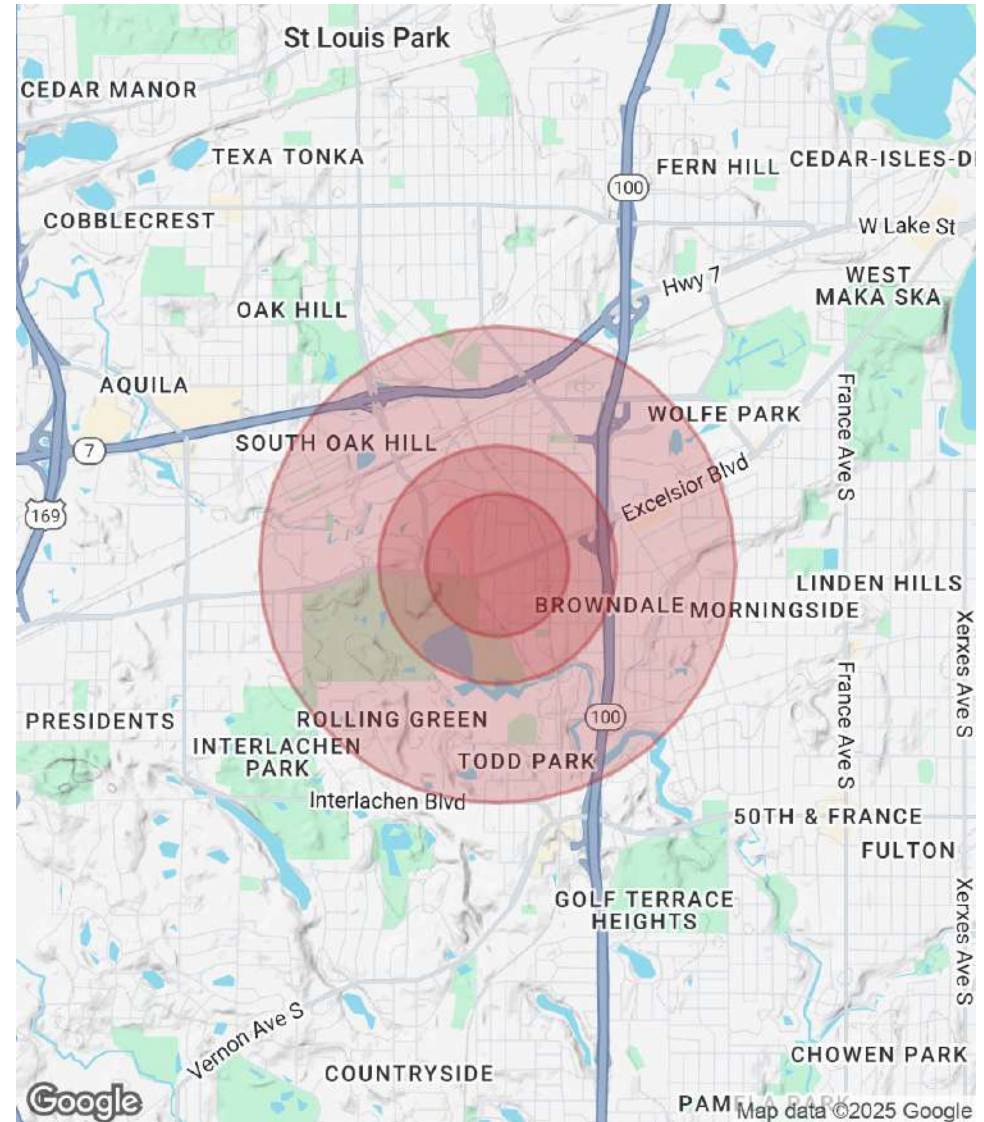 St Louis Park
CEDAR MANOR
TEXA TONKA
FERN HILL
CEDAR-ISLES-D
100
COBBLECREST
W Lake St
Hwy 7
WEST
MAKA SKA
OAK HILL
AQUILA
France Ave S
WOLFE PARK
SOUTH OAK HILL
7
Excelsior Blvd
169
LINDEN HILLS
BROWNDALE
MORNINGSIDE
Xerxes Ave S
France Ave S
PRESIDENTS
ROLLING GREEN
100
INTERLACHEN
PARK
TODD PARK
Interlachen Blvd
50TH & FRANCE
FULTON
Xerxes Ave S
GOLF TERRACE
HEIGHTS
Vernon Ave S
CHOWEN PARK
COUNTRYSIDE
Google
PAMELA PARK
Map data ©2025 Google